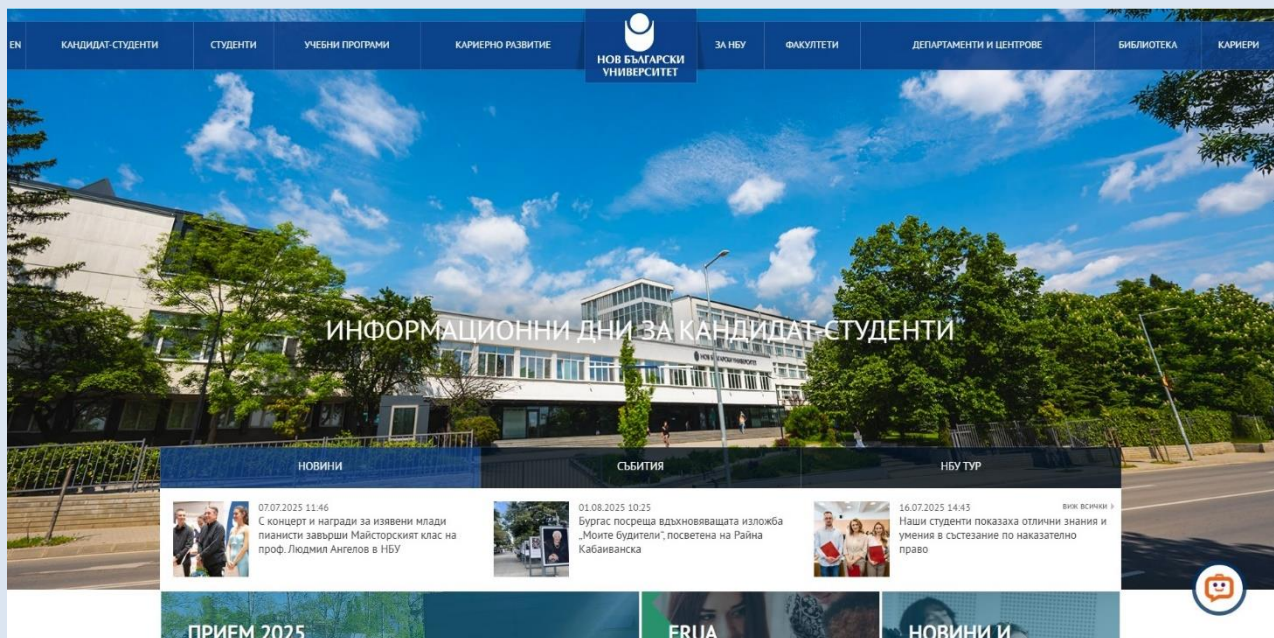 EN
КАНДИДАТ-СТУДЕНТИ
СТУДЕНТИ
УЧЕБНИ ПРОГРАМИ
КАРИЕРНО РАЗВИТИЕ
НОВ БЪЛГАРСКИ
УНИВЕРСИТЕТ
ЗА НБУ
ФАКУЛТЕТИ
ДЕПАРТАМЕНТИ И ЦЕНТРОВЕ
БИБЛИОТЕКА
КАРИЕРИ
ИНФОРМАЦИОННИ ДНИ ЗА КАНДИДАТ-СТУДЕНТИ
НОВ БЪЛГАРСКИ УНИВЕРСИТЕТ
НОВИНИ
СЪБИТИЯ
НБУ ТУР
07.07.2025 11:46
С концерт и награди за изявени млади
пианисти завърши Майсторският клас на
проф. Людмил Ангелов в НБУ
01.08.2025 10:25
Бургас посреща вдъхновяващата изложба
„Моите будители“, посветена на Райна
Кабаиванска
16.07.2025 14:43
виж всички
Наши студенти показаха отлични знания и
умения в състезание по наказателно
право
ПРИЕМ 2025
ERUA
НОВИНИ И